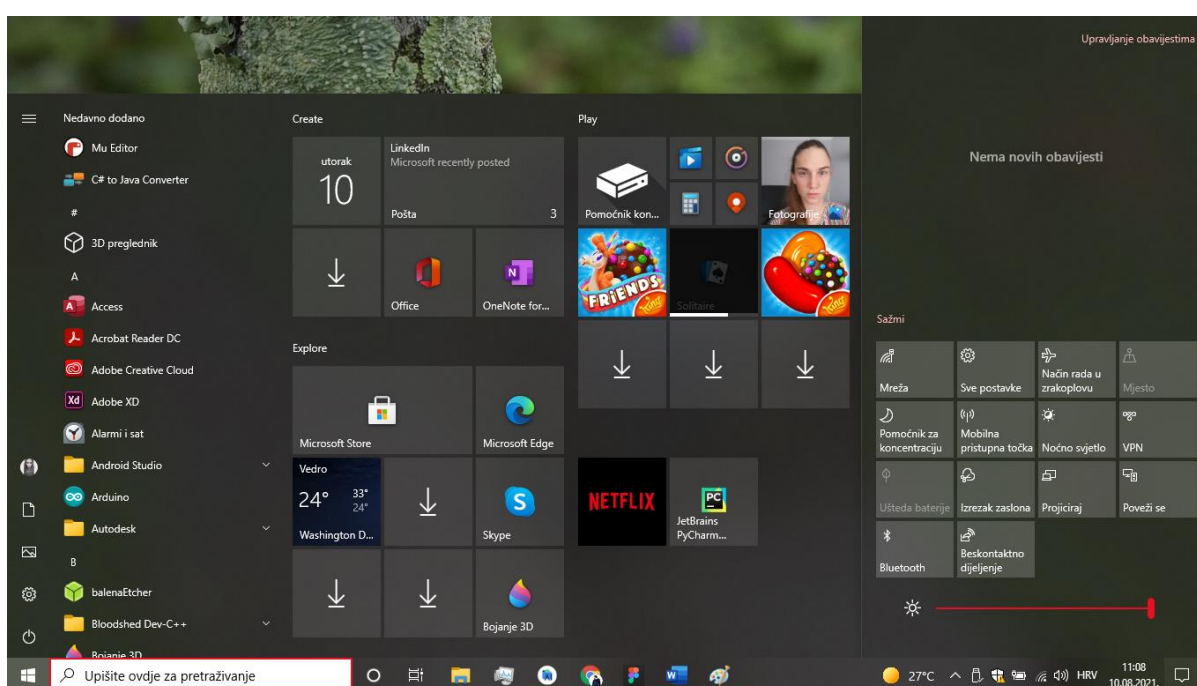 Upravljanje obavijestima
Nedavno dodano
Mu Editor
C# to Java Converter
#
3D preglednik
A
Access
Acrobat Reader DC
Adobe Creative Cloud
Xd Adobe XD
Alarmi i sat
Android Studio
Arduino
Autodesk
B
balenaEtcher
Bloodshed Dev-C++
Bojanje 3D
Create
utorak
10
LinkedIn
Microsoft recently posted
Pošta 3
Office
N
OneNote for...
Explore
Microsoft Store
Microsoft Edge
Vedro
24° 33°
24°
Washington D...
S
Skype
Bojanje 3D
Play
Pomoćnik kon...
Fotografije
FRIENDS
King
Solitaire
King
NETFLIX
PC
JetBrains
PyCharm...
Nema novih obavijesti
Sažmi
Mreža
Sve postavke
Način rada u
zrakoplovu
Mjesto
Pomoćnik za
koncentraciju
Mobilna
pristupna točka
Noćno svjetlo
VPN
Ušteda baterije
Izrezak zaslona
Projiciraj
Poveži se
Bluetooth
Beskontaktno
dijeljenje
Upišite ovdje za pretraživanje
27°C
HRV
11:08
10.08.2021.